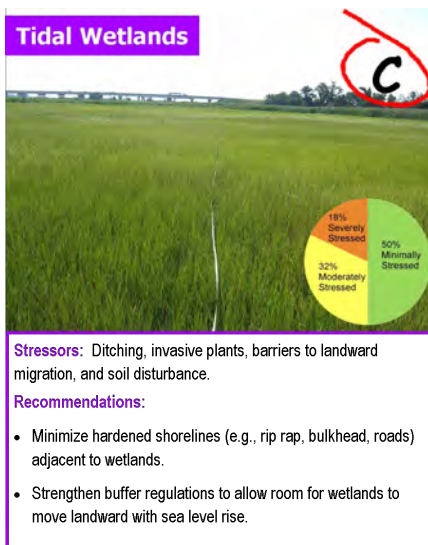 Tidal Wetlands
C
18%
Severely
Stressed
50%
Minimally
Stressed
32%
Moderately
Stressed
Stressors: Ditching, invasive plants, barriers to landward
migration, and soil disturbance.
Recommendations:
• Minimize hardened shorelines (e.g., rip rap, bulkhead, roads)
adjacent to wetlands.
• Strengthen buffer regulations to allow room for wetlands to
move landward with sea level rise.